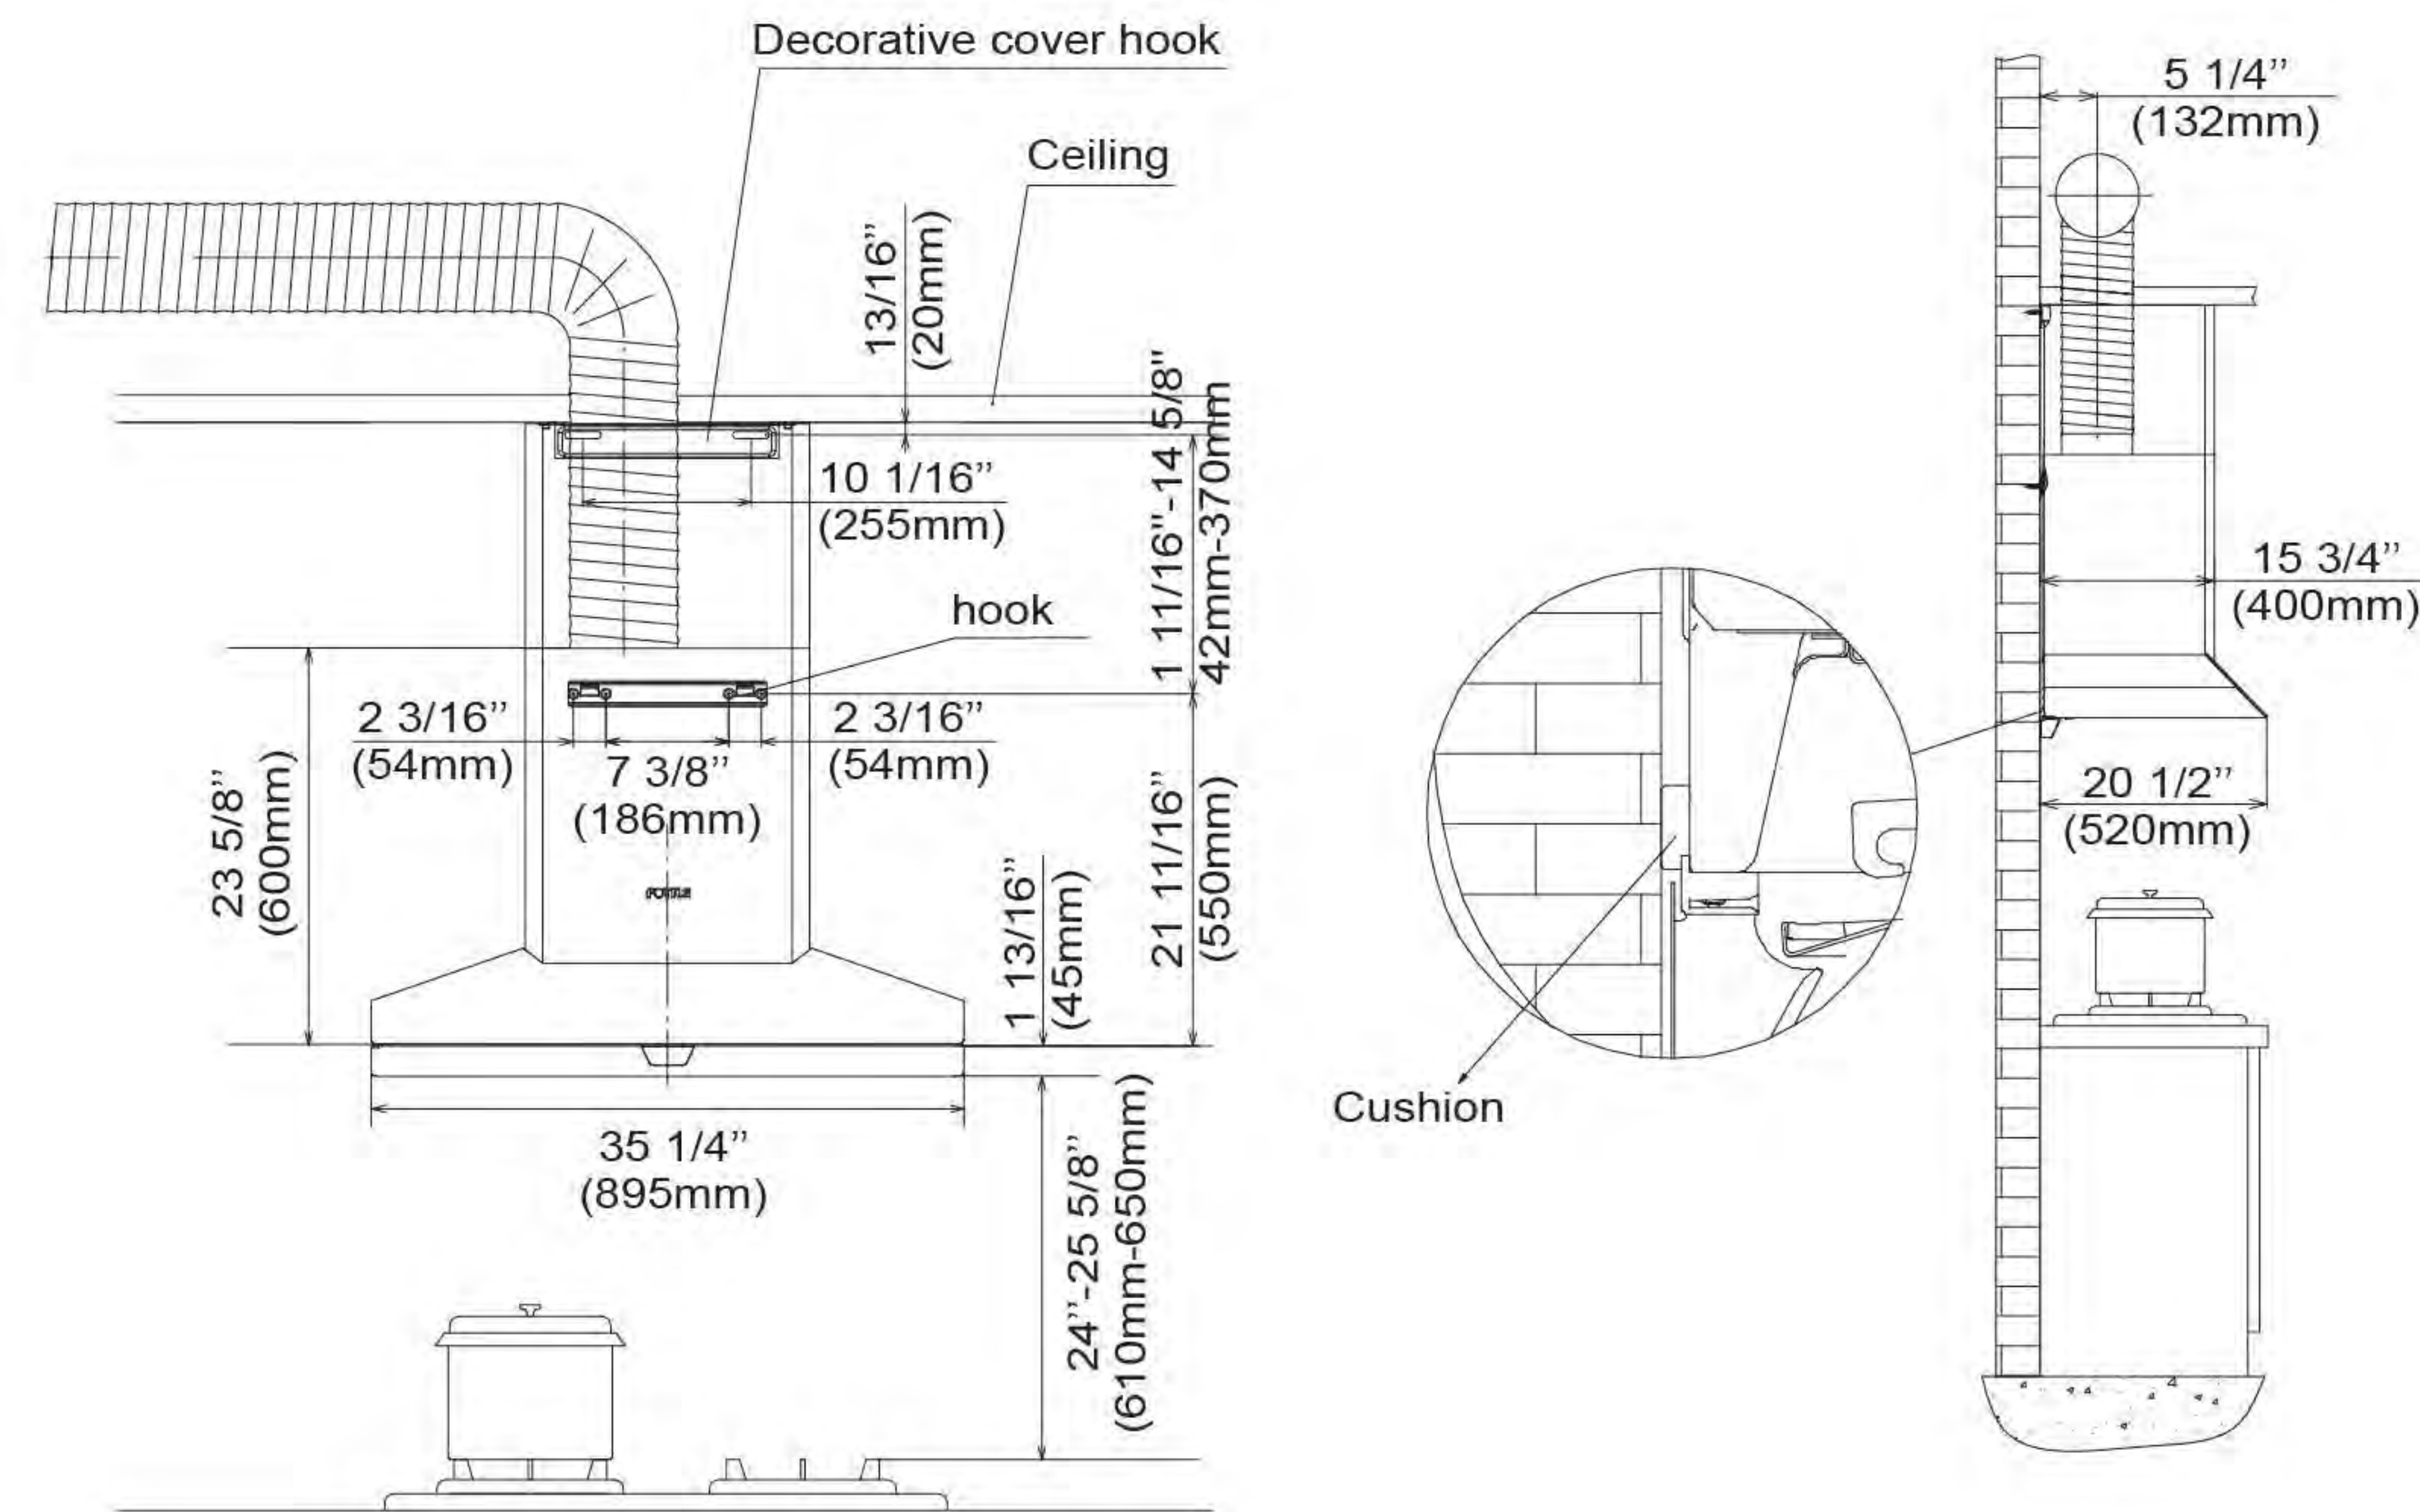 Decorative cover hook
Ceiling
13/16’’
(20mm)
10 1/16’’
(255mm)
1 11/16"-14 5/8"
42mm-370mm
hook
2 3/16’’
(54mm)
7 3/8’’
(186mm)
2 3/16’’
(54mm)
23 5/8’’
(600mm)
FOTILE
1 13/16’’
(45mm)
21 11/16’’
(550mm)
35 1/4’’
(895mm)
24’’-25 5/8’’
(610mm-650mm)
Cushion
5 1/4’’
(132mm)
15 3/4’’
(400mm)
20 1/2’’
(520mm)